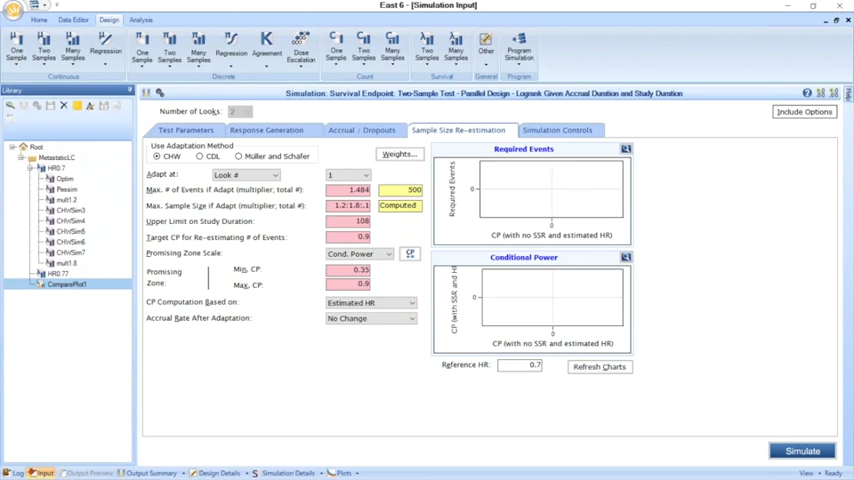 East 6 - [Simulation Input]
Home Data Editor Design Analysis
One Sample Two Samples Many Samples Regression One Sample Two Samples Many Samples Regression Agreement Dose Escalation One Sample Two Samples Many Samples Two Samples Other Program Simulation
Continuous Discrete Count Survival General Program
Library
Simulation: Survival Endpoint: Two-Sample Test - Parallel Design - Logrank Given Accrual Duration and Study Duration
Help
Number of Looks: 2
Include Options
Test Parameters Response Generation Accrual / Dropouts Sample Size Re-estimation Simulation Controls
Root
MetastaticLC
HR0.7
Optim
Pessim
mult1.2
CHWSim3
CHWSim4
CHWSim5
CHWSim6
CHWSim7
mult1.8
HR0.77
ComparePlot1
Use Adaptation Method
CHW CDL Müller and Schäfer
Weights...
Adapt at: Look # 1
Max. # of Events if Adapt (multiplier; total #): 1.484 500
Max. Sample Size if Adapt (multiplier; total #): 1.2:1.8:.1 Computed
Upper Limit on Study Duration: 108
Target CP for Re-estimating # of Events: 0.9
Promising Zone Scale: Cond. Power CP
Promising Zone:
Min. CP: 0.35
Max. CP: 0.9
CP Computation Based on: Estimated HR
Accrual Rate After Adaptation: No Change
Required Events
Required Events
0
0
CP (with no SSR and estimated HR)
Conditional Power
CP (with SSR and HR
0
0
CP (with no SSR and estimated HR)
Reference HR: 0.7
Refresh Charts
Simulate
Log Input Output Preview Output Summary Design Details Simulation Details Plots
View Ready